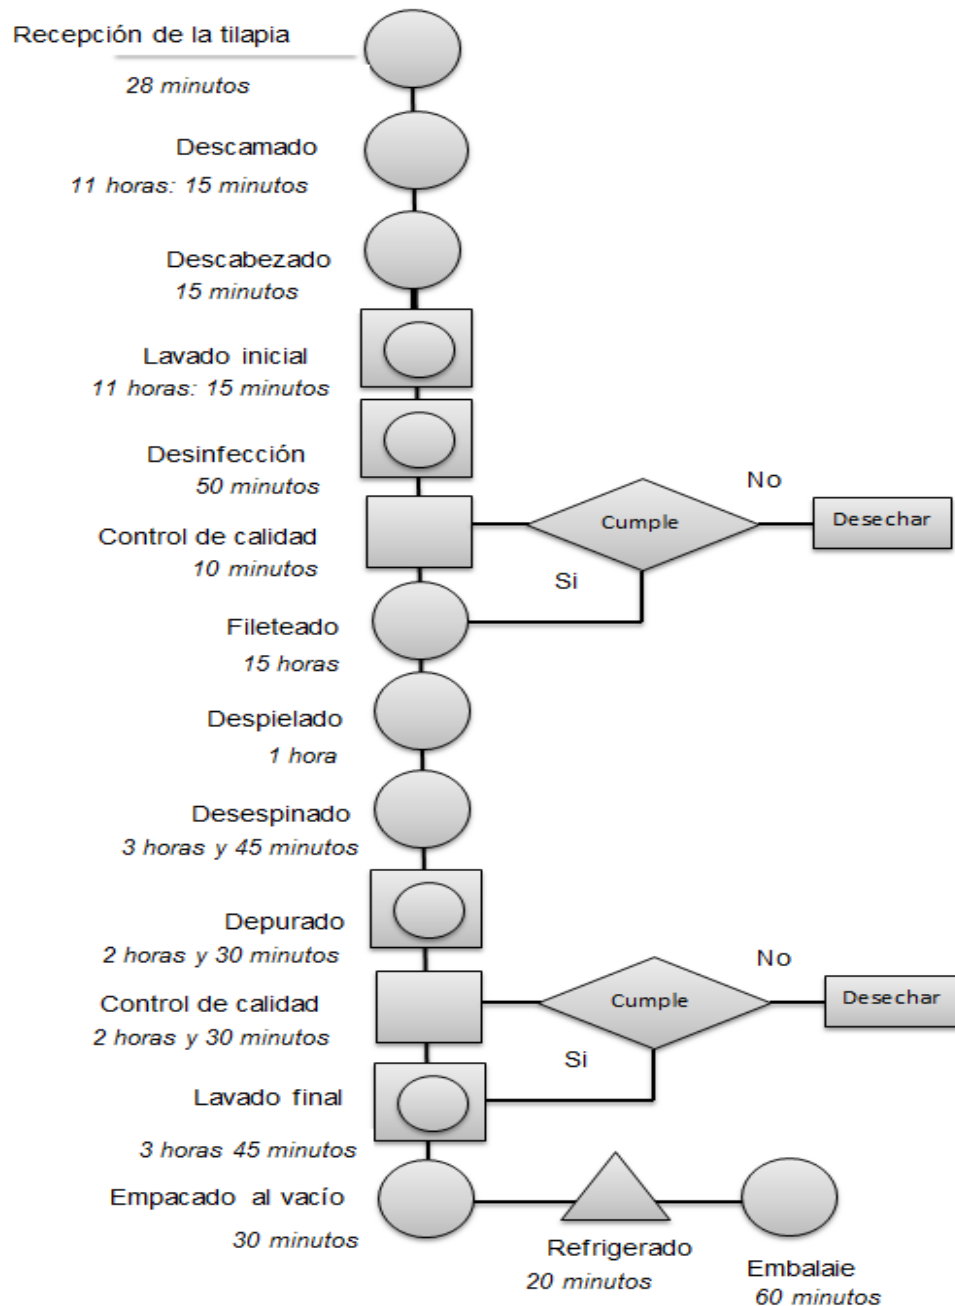 Recepción de la tilapia
28 minutos
Descamado
11 horas: 15 minutos
Descabezado
15 minutos
Lavado inicial
11 horas: 15 minutos
Desinfección
50 minutos
Control de calidad
10 minutos
Cumple
No
Desechar
Si
Fileteado
15 horas
Despielado
1 hora
Desespinado
3 horas y 45 minutos
Depurado
2 horas y 30 minutos
Control de calidad
2 horas y 30 minutos
Cumple
No
Desechar
Si
Lavado final
3 horas 45 minutos
Empacado al vacío
30 minutos
Refrigerado
20 minutos
Embalaie
60 minutos